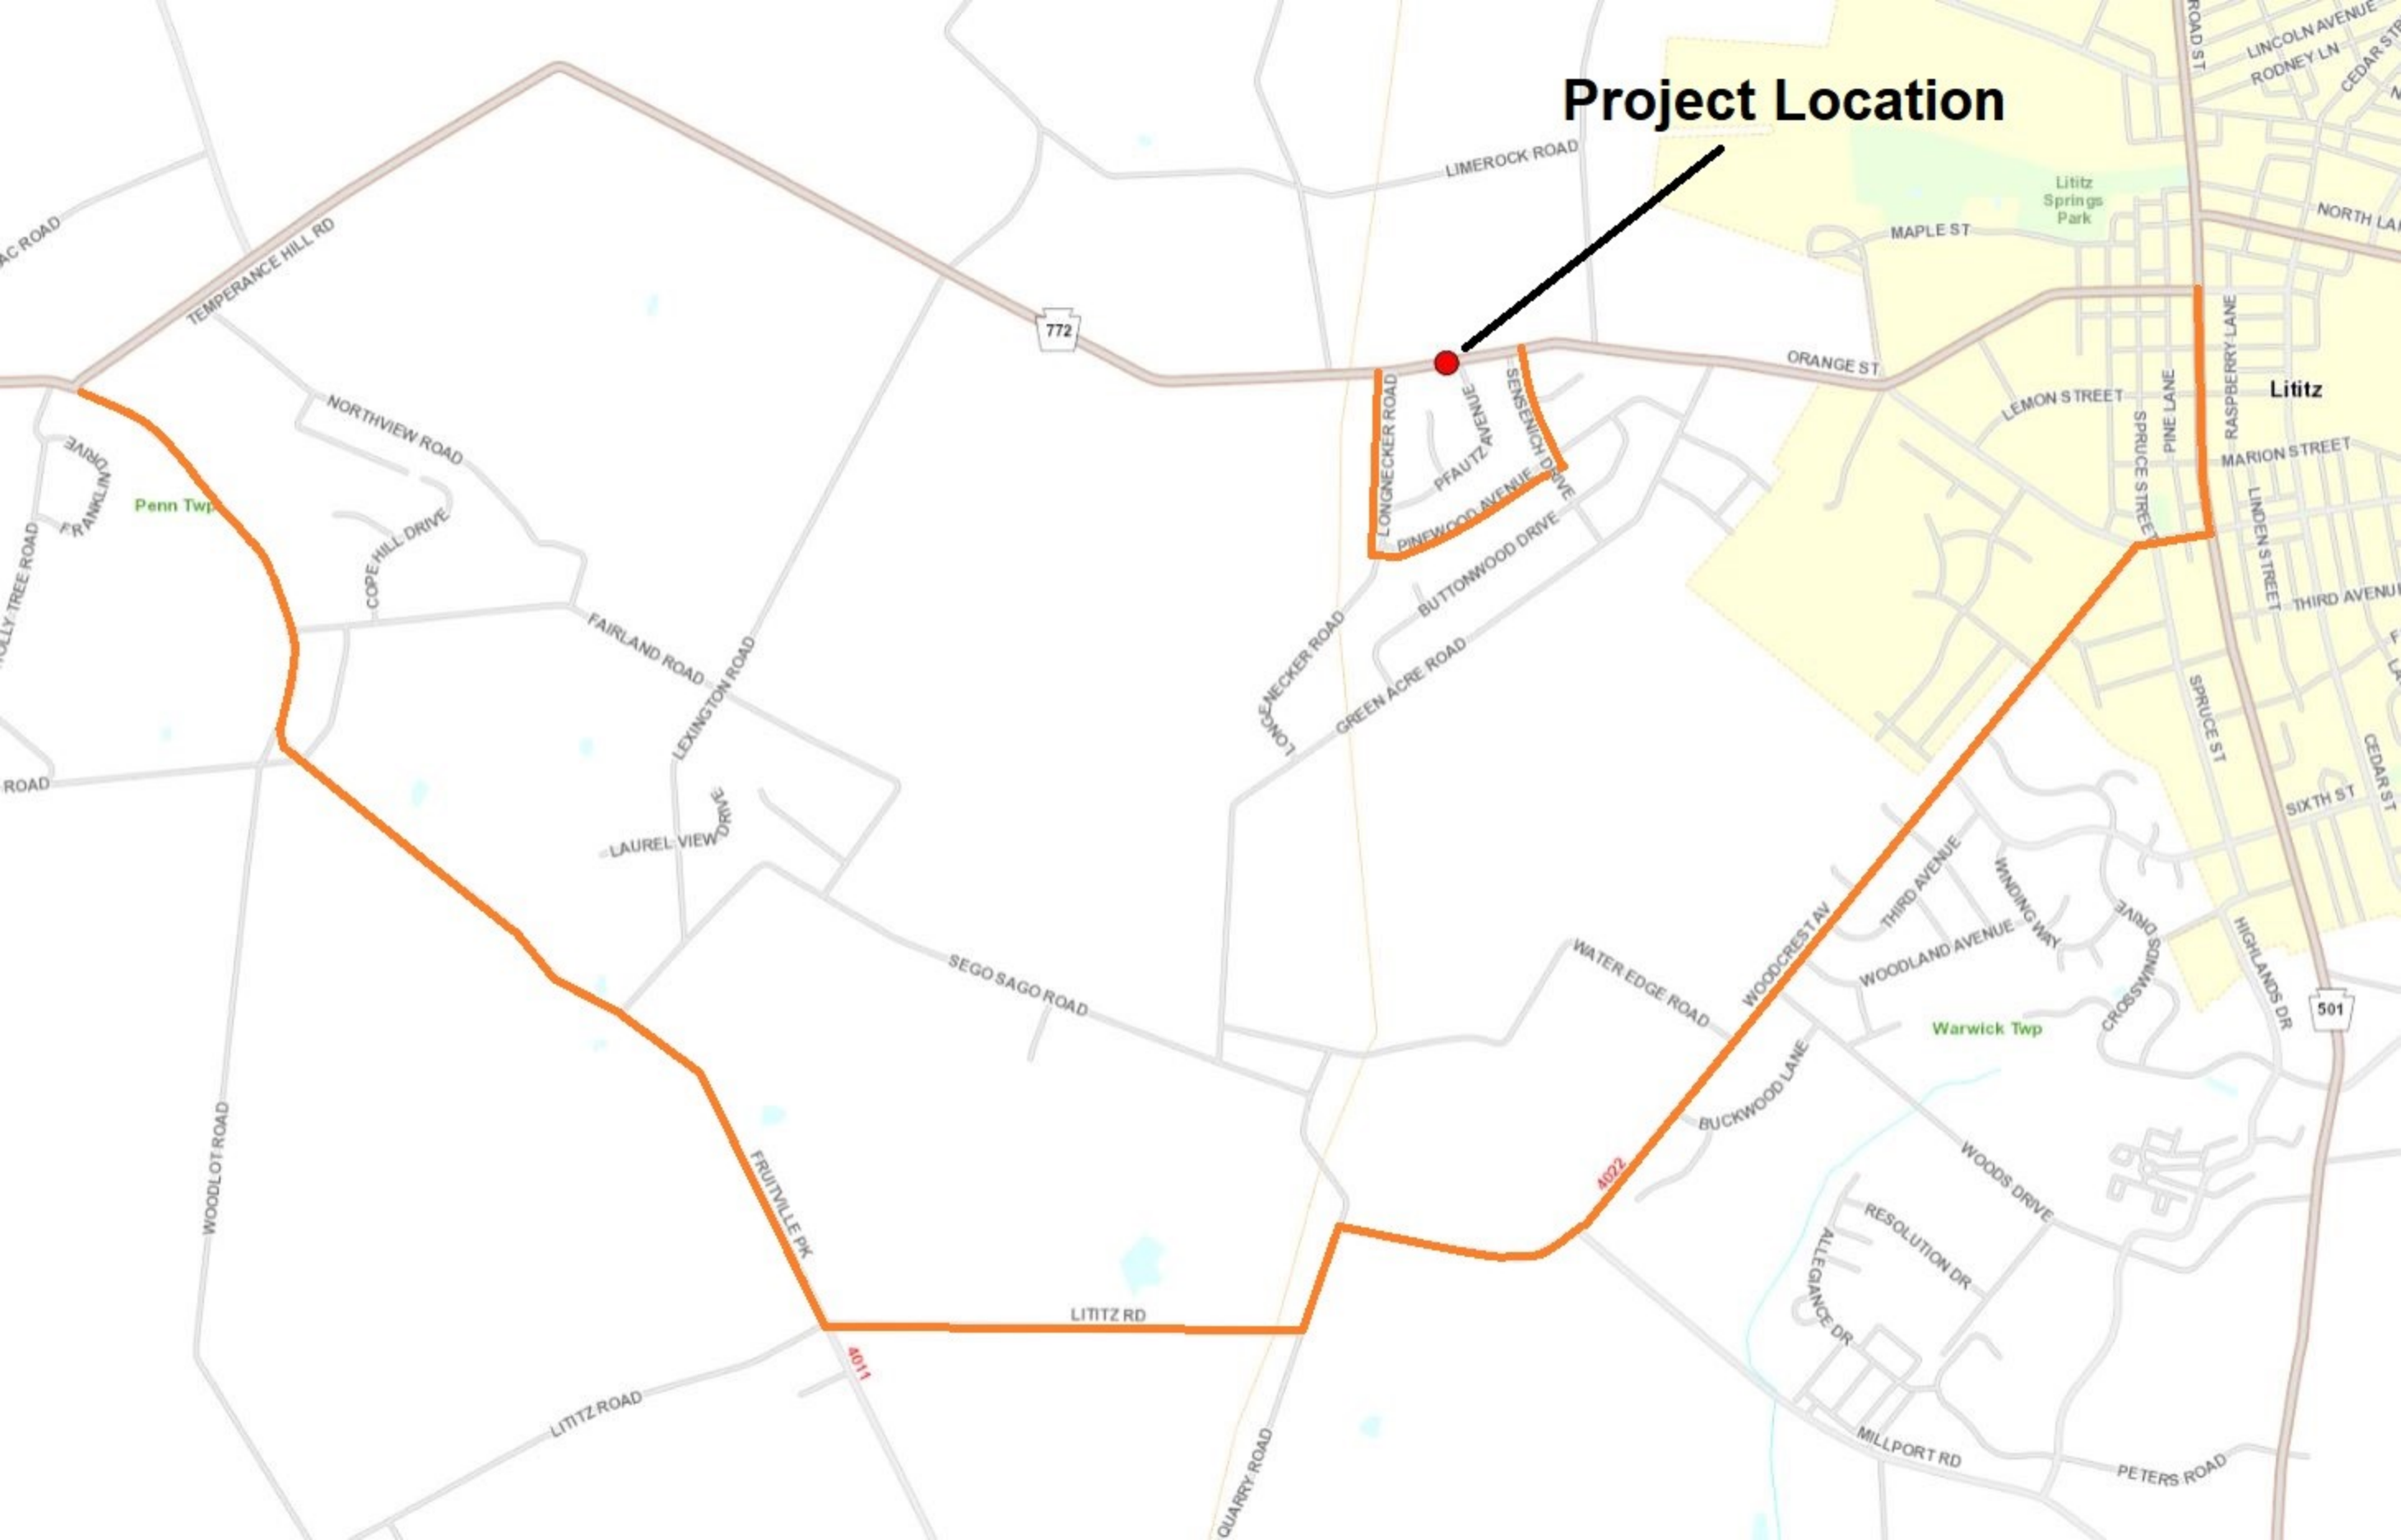 ROAD ST
LINCOLN AVENUE
RODNEY LN
Project Location
LIMEROCK ROAD
Lititz
Springs
Park
NORTH
MAPLE ST
AC ROAD
TEMPERANCE HILL RD
772
ORANGE ST
RASPBERRY LANE
PINE LANE
SPRUCE STREET
LEMON STREET
Lititz
MARION STREET
LINDEN STREET
THIRD AVENUE
LONGNECKER ROAD
PFAUTZ AVENUE
SENSENICH DRIVE
PINEWOOD AVENUE
BUTTONWOOD DRIVE
GREEN ACRE ROAD
LONGENECKER ROAD
NORTHVIEW ROAD
FRANKLIN DRIVE
Penn Twp
OLLY TREE ROAD
COPE HILL DRIVE
FAIRLAND ROAD
LEXINGTON ROAD
ROAD
LAUREL VIEW DRIVE
SPRUCE ST
CEDAR ST
SIXTH ST
THIRD AVENUE
WINDING WAY
WOODLAND AVENUE
CROSSWINDS DRIVE
HIGHLANDS DR
501
WOODCREST AV
WATER EDGE ROAD
SEGO SAGO ROAD
Warwick Twp
BUCKWOOD LANE
4022
WOODS DRIVE
RESOLUTION DR
ALLEGIANCE DR
WOODLOT ROAD
FRUITVILLE PK
LITITZ RD
4011
LITITZ ROAD
QUARRY ROAD
MILLPORT RD
PETERS ROAD